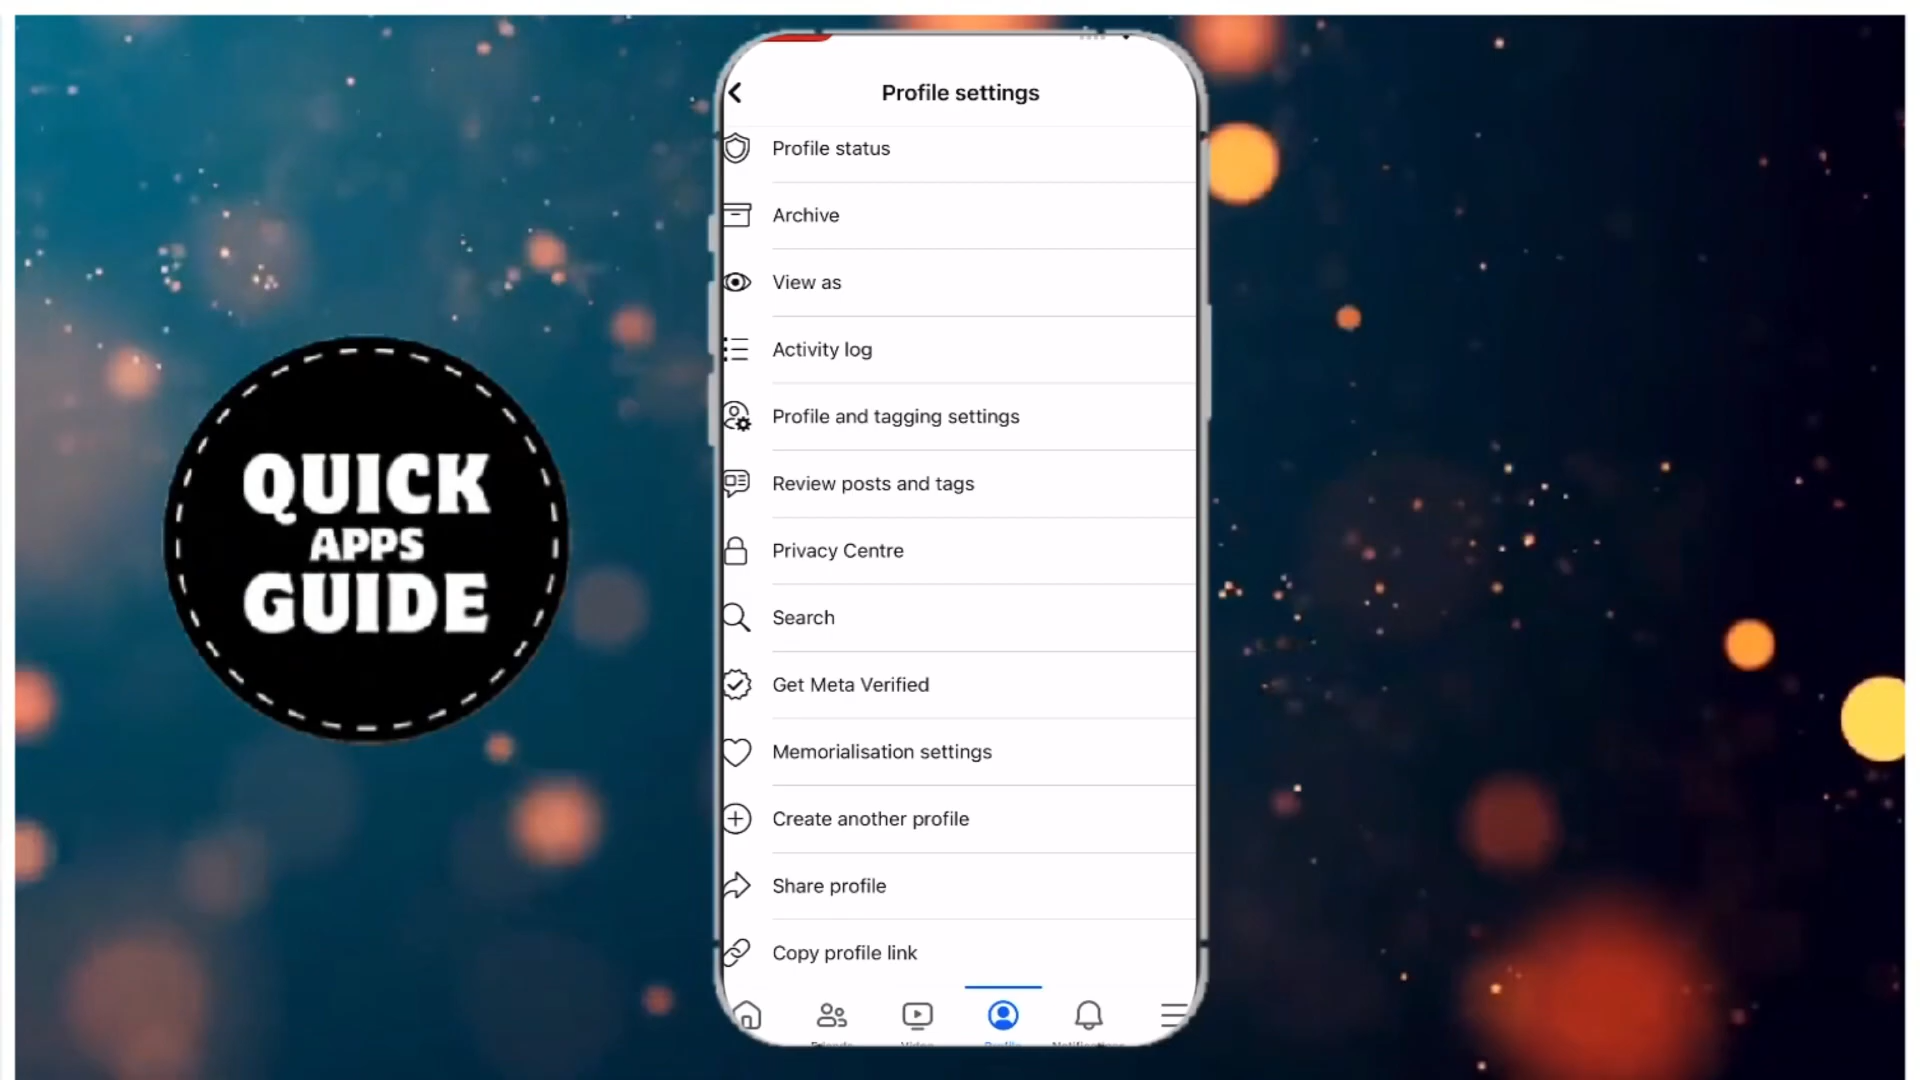 Profile settings
Profile status
Archive
View as
Activity log
Profile and tagging settings
Review posts and tags
Privacy Centre
Search
Get Meta Verified
Memorialisation settings
Create another profile
Share profile
Copy profile link
Profile
QUICK
APPS
GUIDE